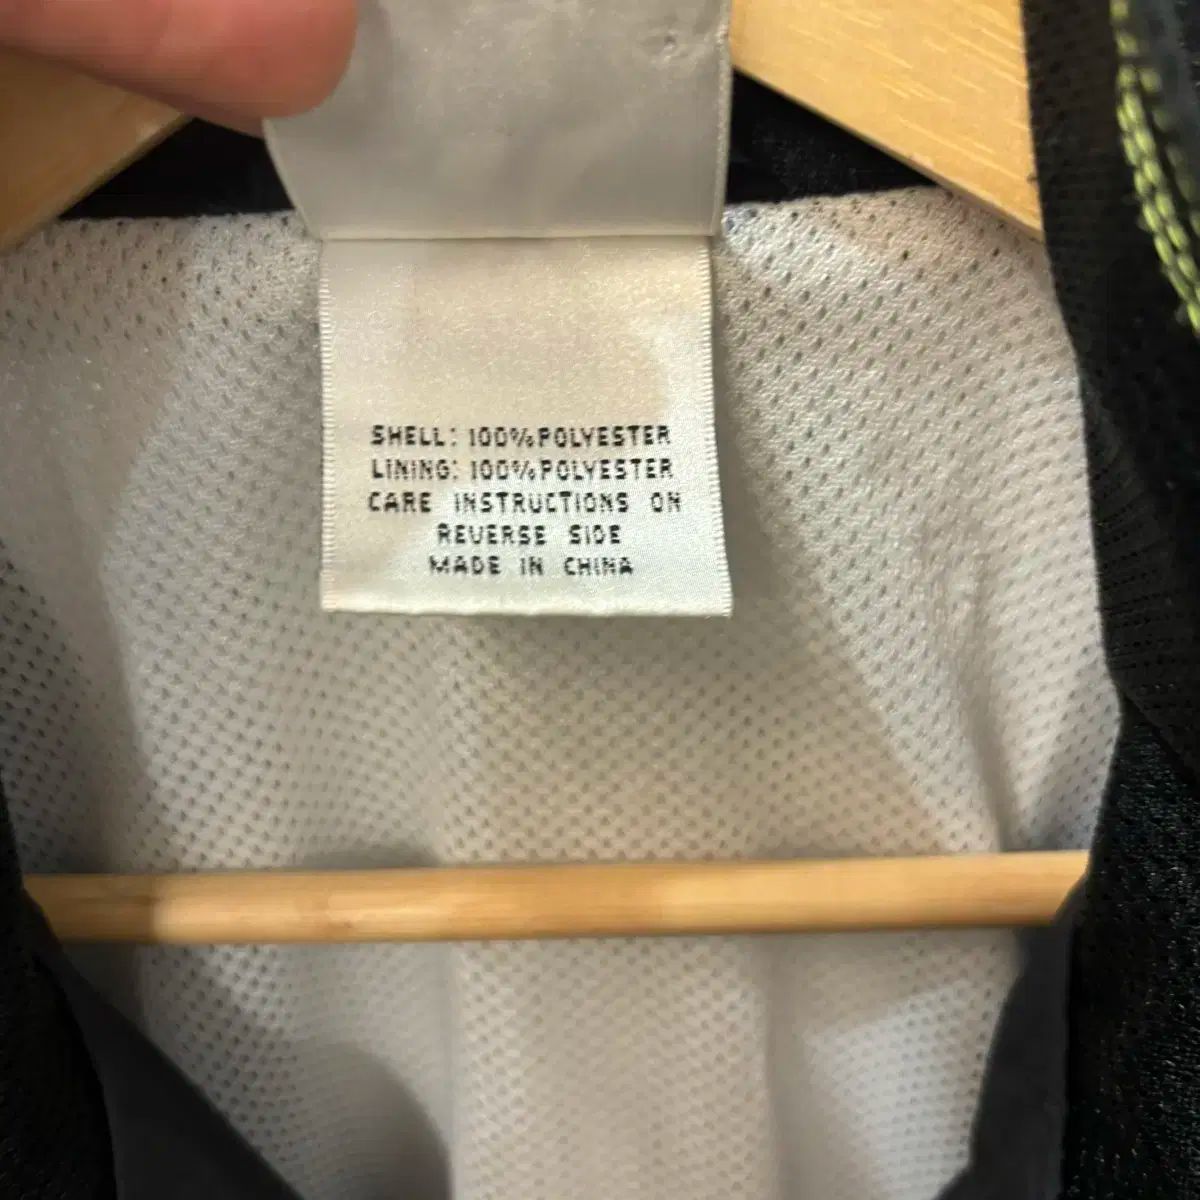 SHELL: 100%POLYESTER
LINING: 100%POLYESTER
CARE INSTRUCTIONS ON
REVERSE SIDE
MADE IN CHINA